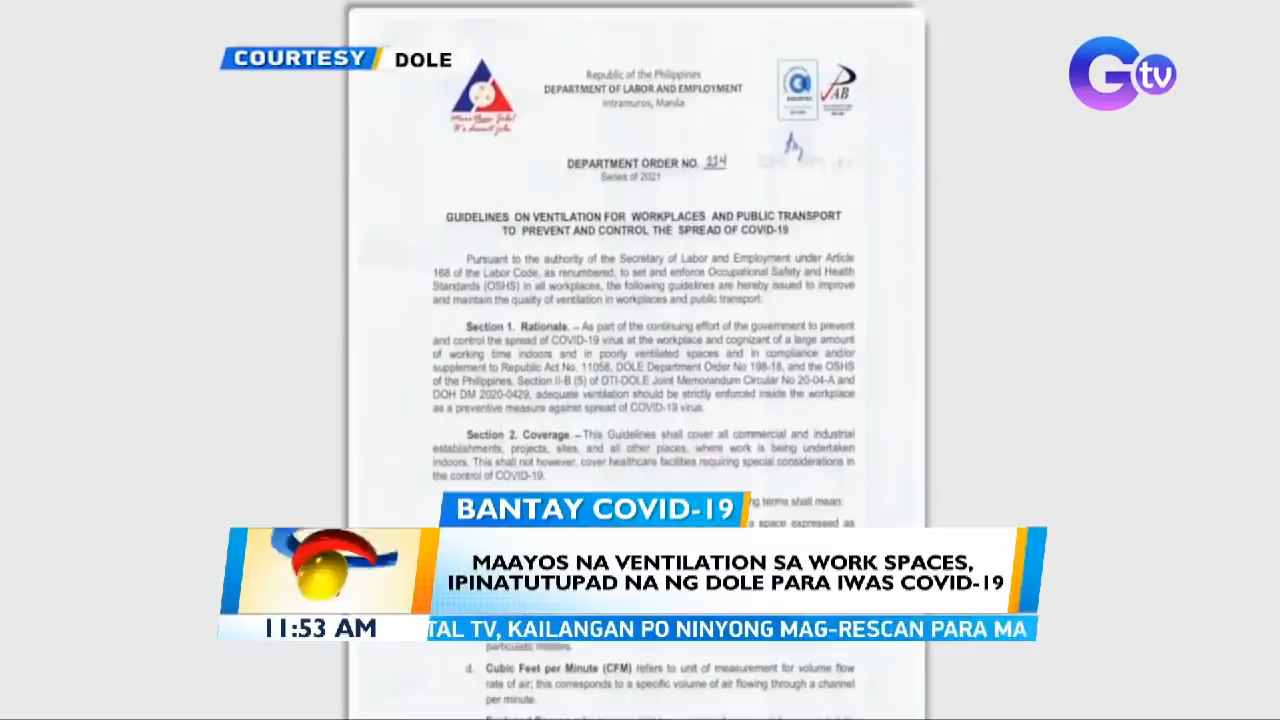 COURTESY DOLE
G tv
Republic of the Philippines
DEPARTMENT OF LABOR AND EMPLOYMENT
Intramuros, Manila
PAB
DEPARTMENT ORDER NO. 224
Series of 2021
GUIDELINES ON VENTILATION FOR WORKPLACES AND PUBLIC TRANSPORT
TO PREVENT AND CONTROL THE SPREAD OF COVID-19
Pursuant to the authority of the Secretary of Labor and Employment under Article
168 of the Labor Code, as renumbered, to set and enforce Occupational Safety and Health
Standards (OSHS) in all workplaces, the following guidelines are hereby issued to improve
and maintain the quality of ventilation in workplaces and public transport:
Section 1. Rationale. – As part of the continuing effort of the government to prevent
and control the spread of COVID-19 virus at the workplace and cognizant of a large amount
of working time indoors and in poorly ventilated spaces and in compliance and/or
supplement to Republic Act No. 11058, DOLE Department Order No 198-18, and the OSHS
of the Philippines, Section II-B (5) of DTI-DOLE Joint Memorandum Circular No 20-04-A and
DOH DM 2020-0429, adequate ventilation should be strictly enforced inside the workplace
as a preventive measure against spread of COVID-19 virus.
Section 2. Coverage. – This Guidelines shall cover all commercial and industrial
establishments, projects, sites, and all other places, where work is being undertaken
indoors. This shall not however, cover healthcare facilities requiring special considerations in
the control of COVID-19.
BANTAY COVID-19
terms shall mean:
a space expressed as
MAAYOS NA VENTILATION SA WORK SPACES,
IPINATUTUPAD NA NG DOLE PARA IWAS COVID-19
11:53 AM
TAL TV, KAILANGAN PO NINYONG MAG-RESCAN PARA MA
d. Cubic Feet per Minute (CFM) refers to unit of measurement for volume flow
rate of air; this corresponds to a specific volume of air flowing through a channel
per minute.